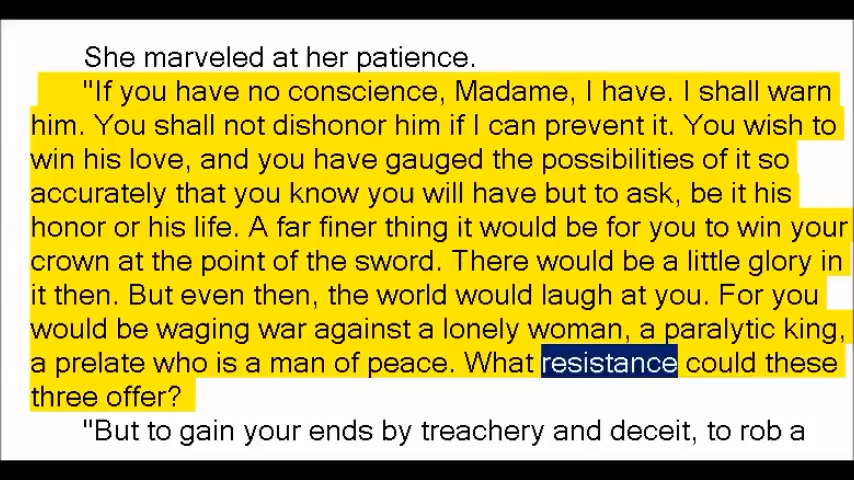 She marveled at her patience.
"If you have no conscience, Madame, I have. I shall warn
him. You shall not dishonor him if I can prevent it. You wish to
win his love, and you have gauged the possibilities of it so
accurately that you know you will have but to ask, be it his
honor or his life. A far finer thing it would be for you to win your
crown at the point of the sword. There would be a little glory in
it then. But even then, the world would laugh at you. For you
would be waging war against a lonely woman, a paralytic king,
a prelate who is a man of peace. What resistance could these
three offer?
"But to gain your ends by treachery and deceit, to rob a